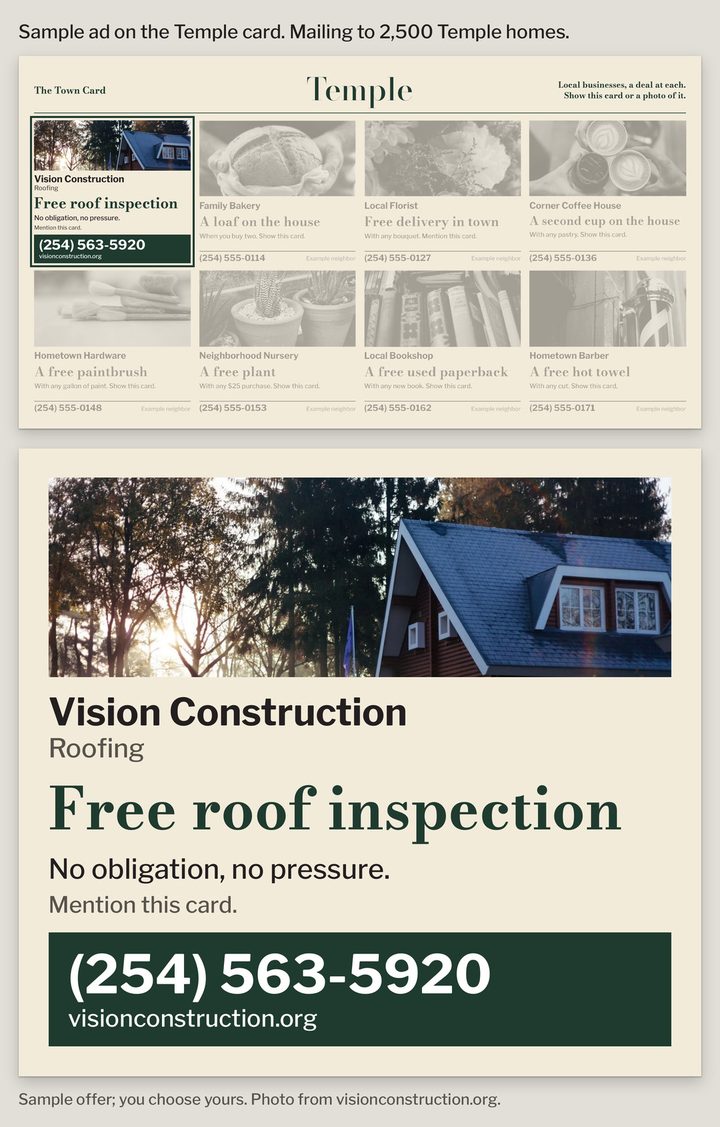 Sample ad on the Temple card. Mailing to 2,500 Temple homes.
The Town Card
Temple
Local businesses, a deal at each.
Show this card or a photo of it.
Vision Construction
Roofing
Free roof inspection
No obligation, no pressure.
Mention this card.
(254) 563-5920
visionconstruction.org
Family Bakery
A loaf on the house
When you buy two. Show this card.
(254) 555-0114
Example neighbor
Local Florist
Free delivery in town
With any bouquet. Mention this card.
(254) 555-0127
Example neighbor
Corner Coffee House
A second cup on the house
With any pastry. Show this card.
(254) 555-0136
Example neighbor
Hometown Hardware
A free paintbrush
With any gallon of paint. Show this card.
(254) 555-0148
Example neighbor
Neighborhood Nursery
A free plant
With any $25 purchase. Show this card.
(254) 555-0153
Example neighbor
Local Bookshop
A free used paperback
With any new book. Show this card.
(254) 555-0162
Example neighbor
Hometown Barber
A free hot towel
With any cut. Show this card.
(254) 555-0171
Example neighbor
Vision Construction
Roofing
Free roof inspection
No obligation, no pressure.
Mention this card.
(254) 563-5920
visionconstruction.org
Sample offer; you choose yours. Photo from visionconstruction.org.